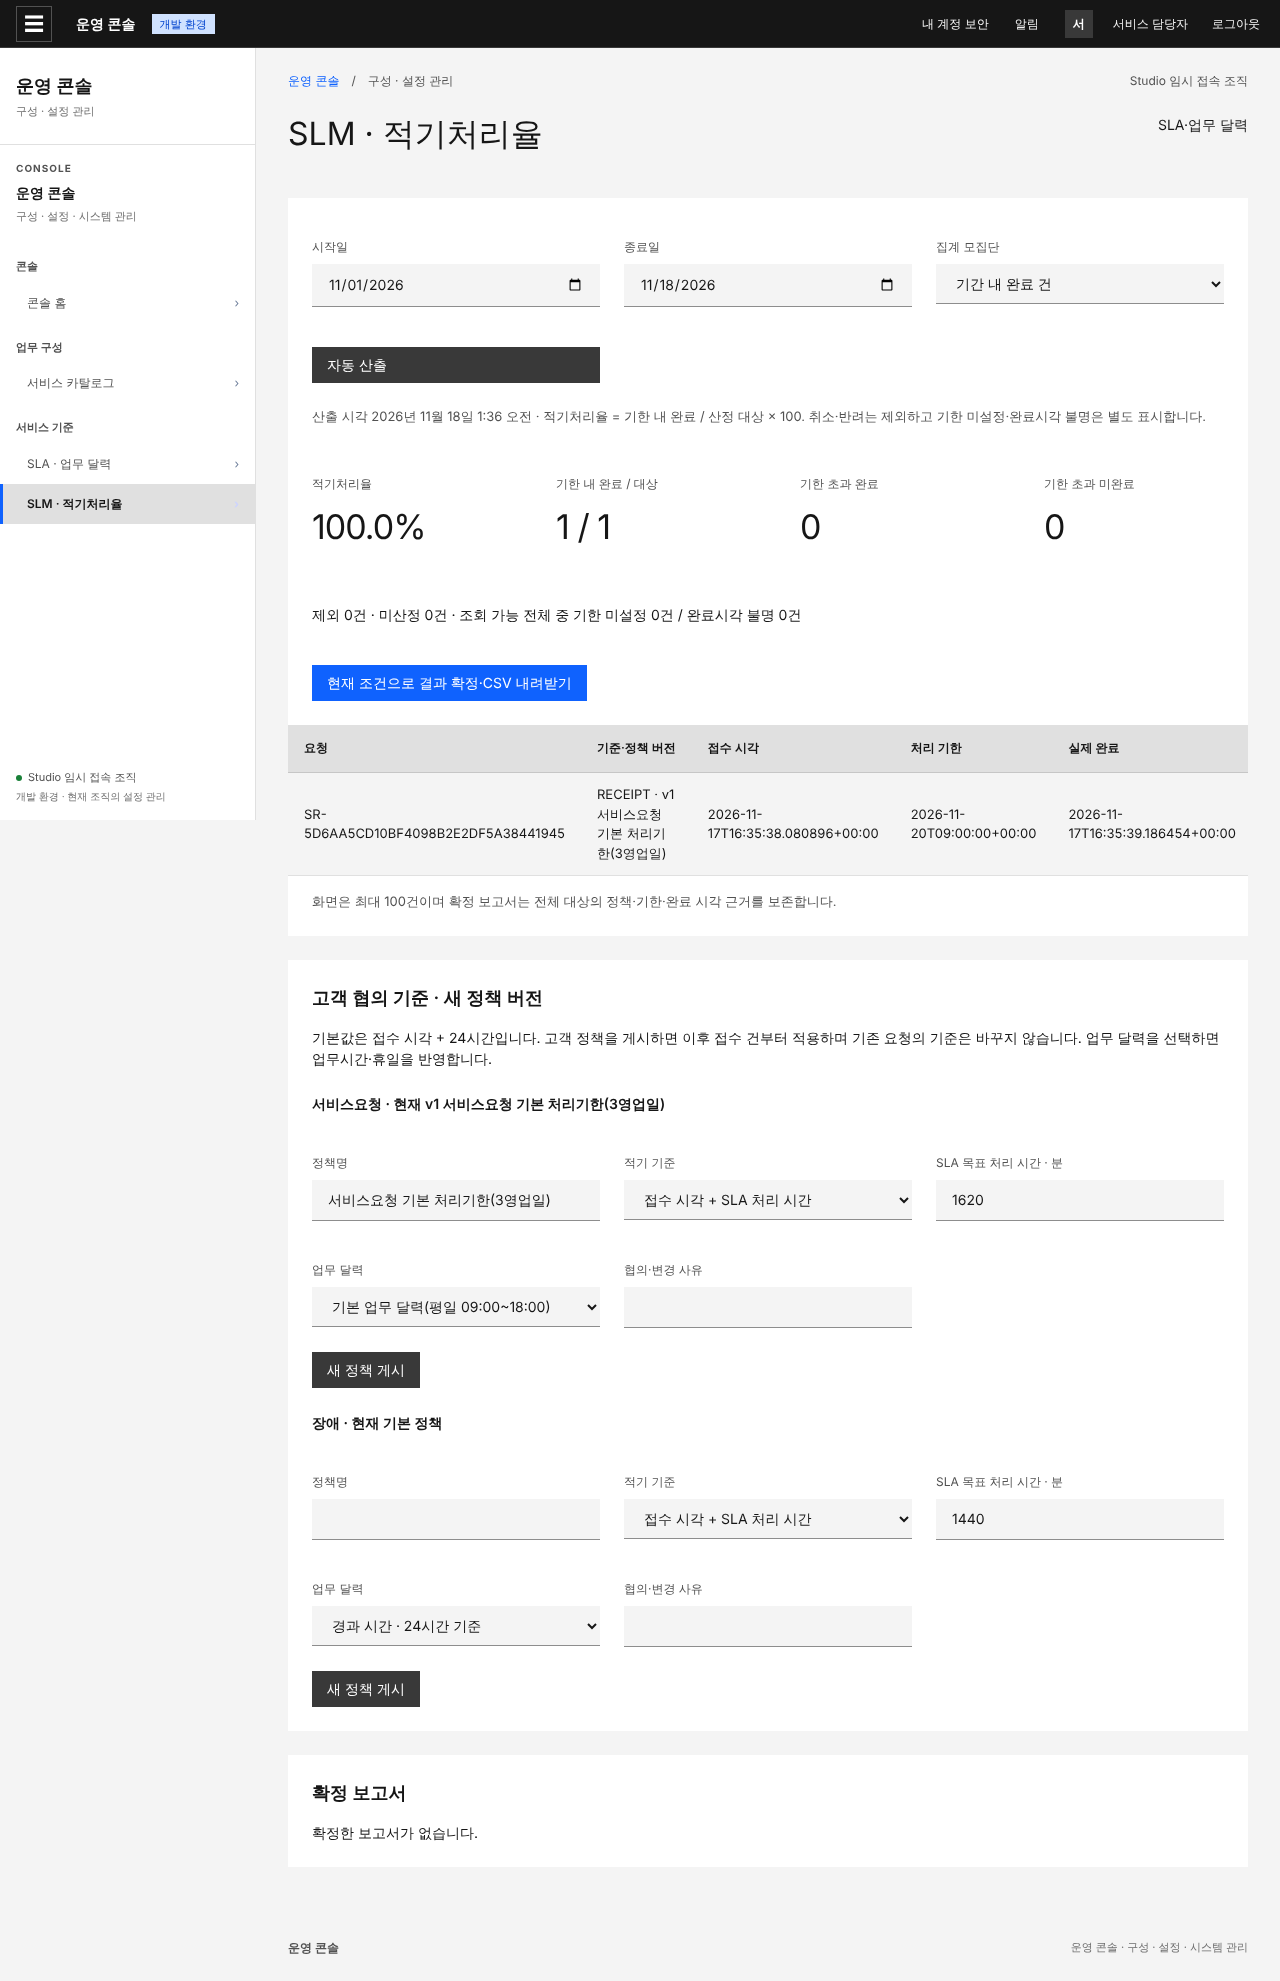 운영 콘솔
개발 환경
내 계정 보안
알림
서
서비스 담당자
로그아웃
운영 콘솔
구성 · 설정 관리
CONSOLE
운영 콘솔
구성 · 설정 · 시스템 관리
콘솔
콘솔 홈 ›
업무 구성
서비스 카탈로그 ›
서비스 기준
SLA · 업무 달력 ›
SLM · 적기처리율
Studio 임시 접속 조직
개발 환경 · 현재 조직의 설정 관리
운영 콘솔 / 구성 · 설정 관리
Studio 임시 접속 조직
SLM · 적기처리율
SLA·업무 달력
시작일
종료일
집계 모집단
11/01/2026
11/18/2026
기간 내 완료 건
자동 산출
산출 시각 2026년 11월 18일 1:36 오전 · 적기처리율 = 기한 내 완료 / 산정 대상 × 100. 취소·반려는 제외하고 기한 미설정·완료시각 불명은 별도 표시합니다.
적기처리율
기한 내 완료 / 대상
기한 초과 완료
기한 초과 미완료
100.0%
1 / 1
0
0
제외 0건 · 미산정 0건 · 조회 가능 전체 중 기한 미설정 0건 / 완료시각 불명 0건
현재 조건으로 결과 확정·CSV 내려받기
요청
기준·정책 버전
접수 시각
처리 기한
실제 완료
SR-
5D6AA5CD10BF4098B2E2DF5A38441945
RECEIPT · v1
서비스요청
기본 처리기
한(3영업일)
2026-11-
17T16:35:38.080896+00:00
2026-11-
20T09:00:00+00:00
2026-11-
17T16:35:39.186454+00:00
화면은 최대 100건이며 확정 보고서는 전체 대상의 정책·기한·완료 시각 근거를 보존합니다.
고객 협의 기준 · 새 정책 버전
기본값은 접수 시각 + 24시간입니다. 고객 정책을 게시하면 이후 접수 건부터 적용하며 기존 요청의 기준은 바꾸지 않습니다. 업무 달력을 선택하면
업무시간·휴일을 반영합니다.
서비스요청 · 현재 v1 서비스요청 기본 처리기한(3영업일)
정책명
적기 기준
SLA 목표 처리 시간 · 분
서비스요청 기본 처리기한(3영업일)
접수 시각 + SLA 처리 시간
1620
업무 달력
협의·변경 사유
기본 업무 달력(평일 09:00~18:00)
새 정책 게시
장애 · 현재 기본 정책
정책명
적기 기준
SLA 목표 처리 시간 · 분
접수 시각 + SLA 처리 시간
1440
업무 달력
협의·변경 사유
경과 시간 · 24시간 기준
새 정책 게시
확정 보고서
확정한 보고서가 없습니다.
운영 콘솔
운영 콘솔 · 구성 · 설정 · 시스템 관리